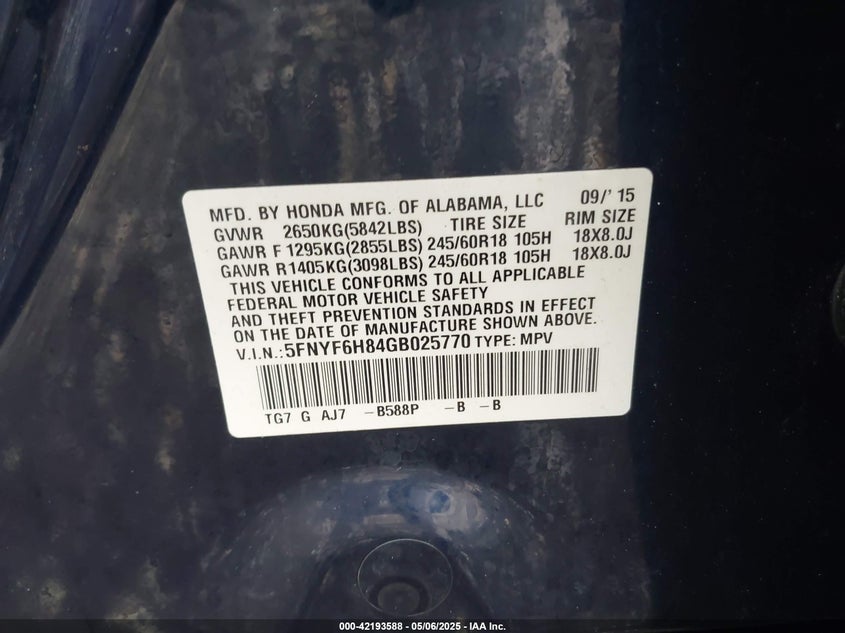 MFD. BY HONDA MFG. OF ALABAMA, LLC 09/' 15
GVWR 2650KG(5842LBS) TIRE SIZE RIM SIZE
GAWR F 1295KG(2855LBS) 245/60R18 105H 18X8.0J
GAWR R1405KG(3098LBS) 245/60R18 105H 18X8.0J
THIS VEHICLE CONFORMS TO ALL APPLICABLE
FEDERAL MOTOR VEHICLE SAFETY
AND THEFT PREVENTION STANDARDS IN EFFECT
ON THE DATE OF MANUFACTURE SHOWN ABOVE.
V.I.N.:5FNYF6H84GB025770 TYPE: MPV
TG7 G AJ7 -B588P -B -B
000-42193588 - 05/06/2025 - IAA Inc.